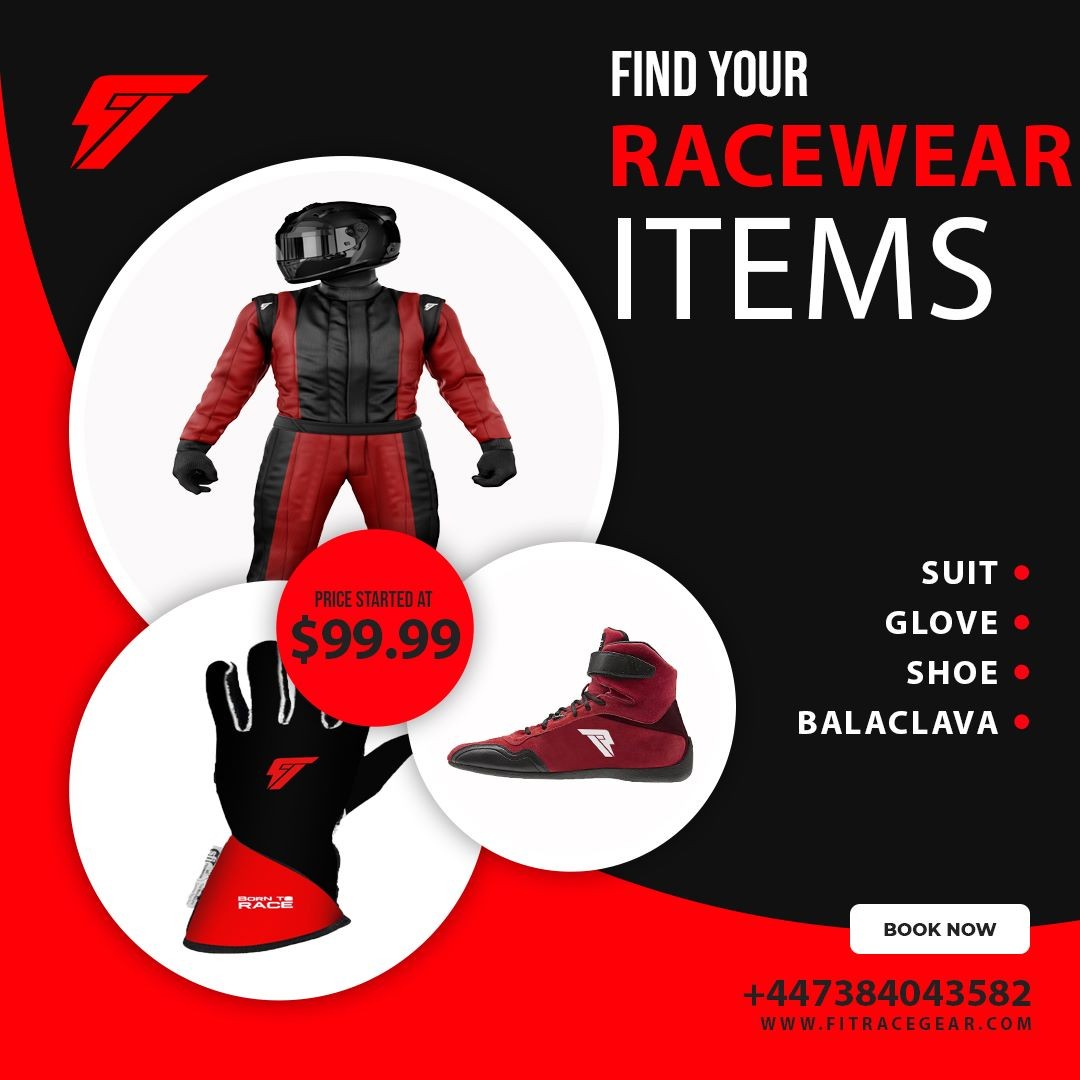 FIND YOUR
RACEWEAR
ITEMS
PRICE STARTED AT
$99.99
SUIT
GLOVE
SHOE
BALACLAVA
BORN TO
RACE
BOOK NOW
+447384043582
WWW.FITRACEGEAR.COM